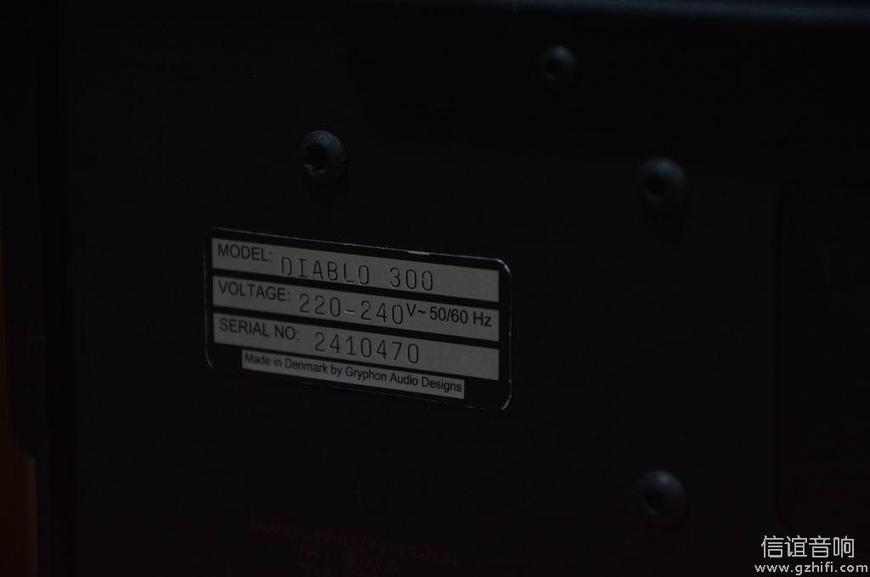 MODEL: DIABLO 300
VOLTAGE: 220-240V~ 50/60 Hz
SERIAL NO: 2410470
Made in Denmark by Gryphon Audio Designs
信谊音响
www.gzhifi.com